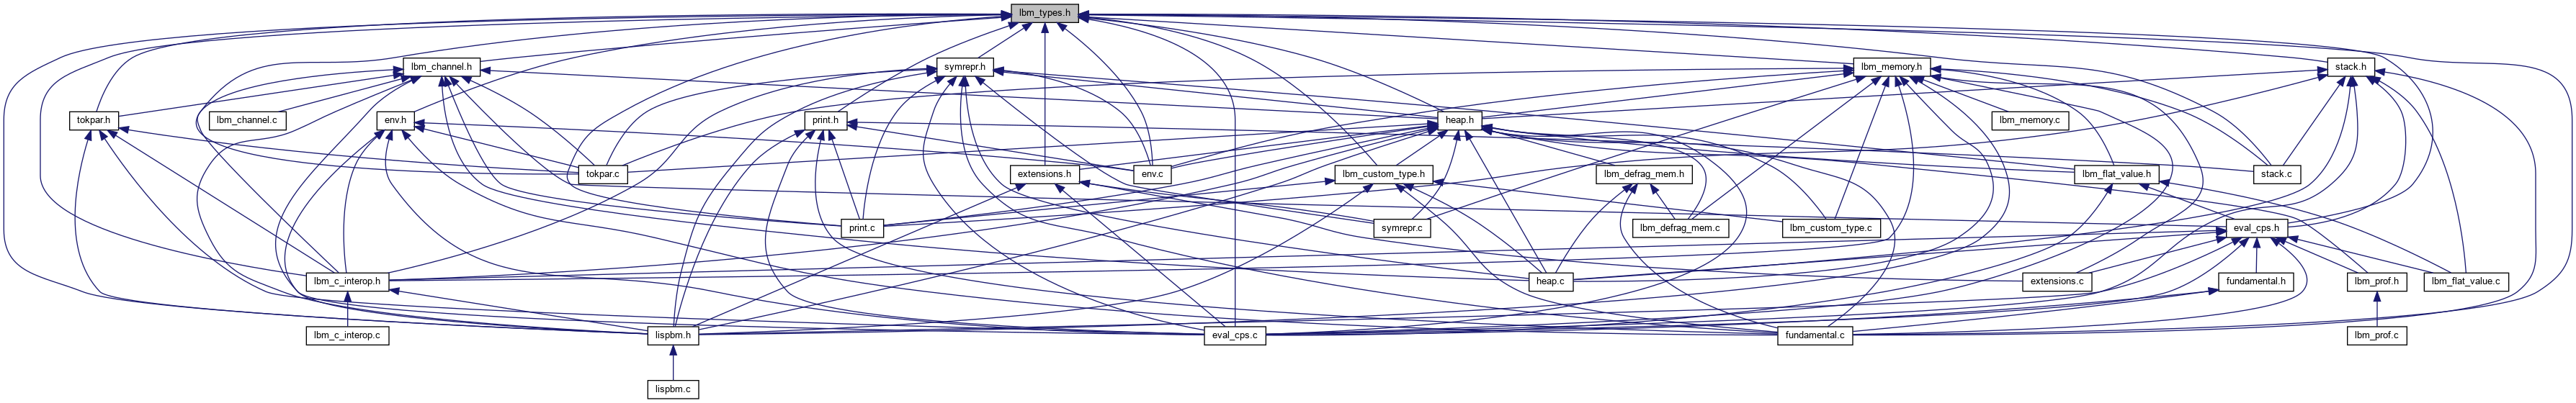 lbm_types.h
lbm_channel.h
symrepr.h
lbm_memory.h
stack.h
tokpar.h
lbm_channel.c
env.h
print.h
heap.h
lbm_memory.c
tokpar.c
extensions.h
env.c
lbm_custom_type.h
lbm_defrag_mem.h
lbm_flat_value.h
stack.c
print.c
symrepr.c
lbm_defrag_mem.c
lbm_custom_type.c
eval_cps.h
lbm_c_interop.h
heap.c
extensions.c
fundamental.h
lbm_prof.h
lbm_flat_value.c
lbm_c_interop.c
lispbm.h
eval_cps.c
fundamental.c
lbm_prof.c
lispbm.c